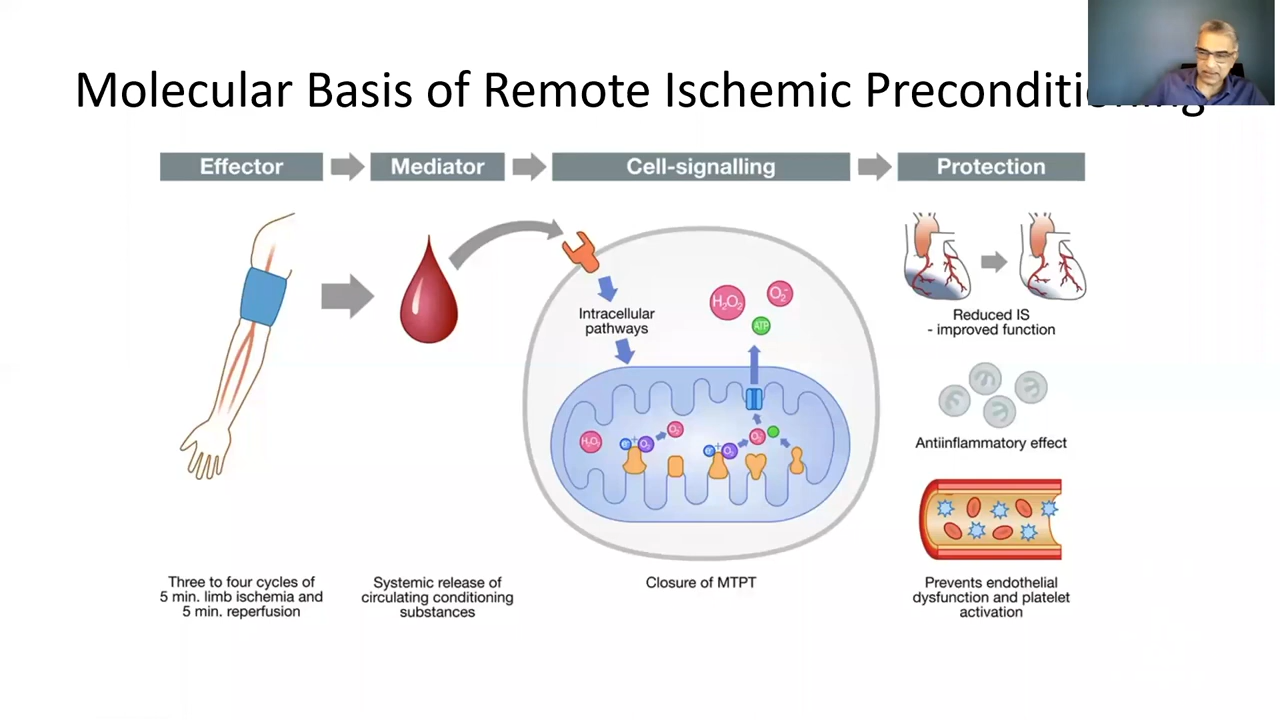 Molecular Basis of Remote Ischemic Preconditioning
Effector
Mediator
Cell-signalling
Protection
Intracellular
pathways
H₂O₂
O₂⁻
ATP
H₂O₂
e⁻
+
O₂
O₂⁻
e⁻
+
O₂
O₂⁻
Reduced IS
- improved function
Antiinflammatory effect
Three to four cycles of
5 min. limb ischemia and
5 min. reperfusion
Systemic release of
circulating conditioning
substances
Closure of MTPT
Prevents endothelial
dysfunction and platelet
activation